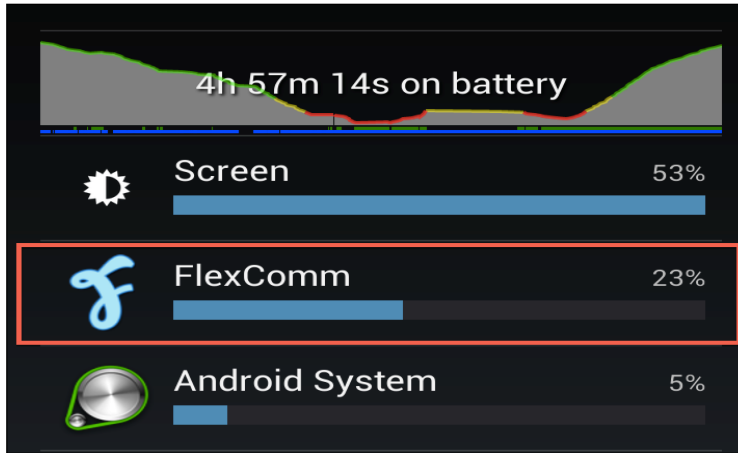 4h 57m 14s on battery
Screen 53%
FlexComm 23%
Android System 5%